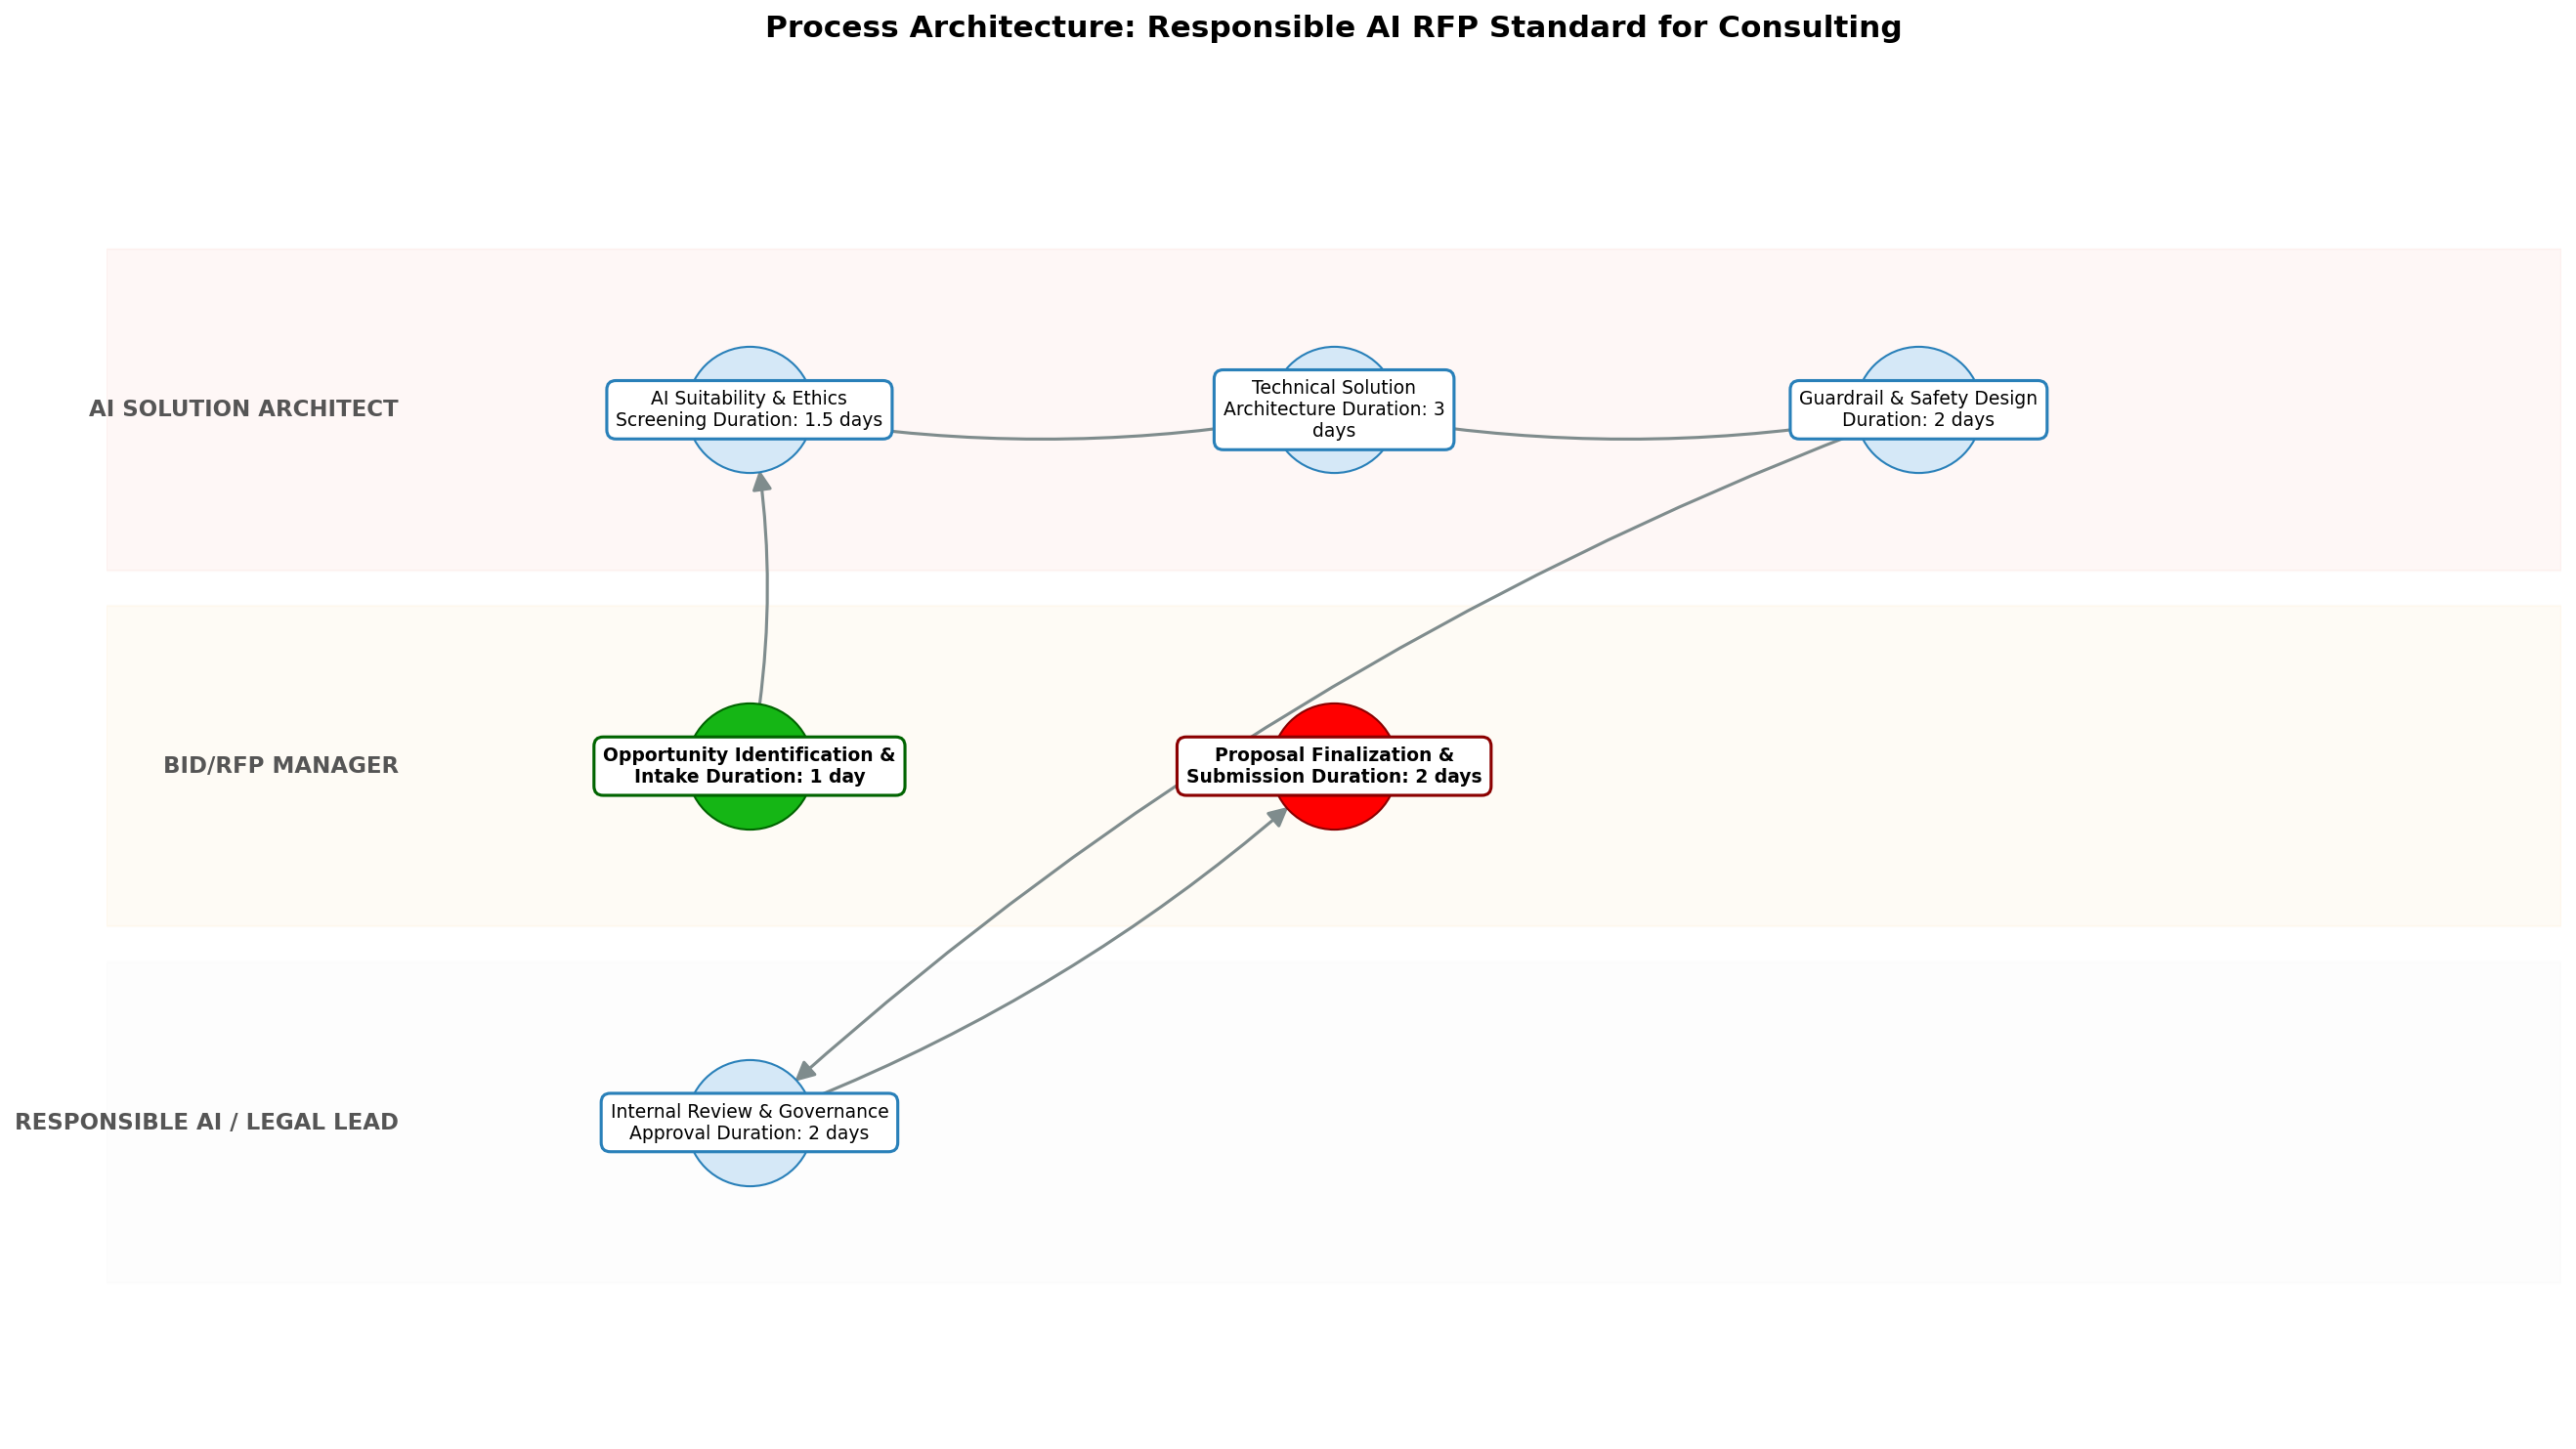 Process Architecture: Responsible AI RFP Standard for Consulting
AI SOLUTION ARCHITECT
AI Suitability & Ethics
Screening Duration: 1.5 days
Technical Solution
Architecture Duration: 3
days
Guardrail & Safety Design
Duration: 2 days
BID/RFP MANAGER
Opportunity Identification &
Intake Duration: 1 day
Proposal Finalization &
Submission Duration: 2 days
RESPONSIBLE AI / LEGAL LEAD
Internal Review & Governance
Approval Duration: 2 days